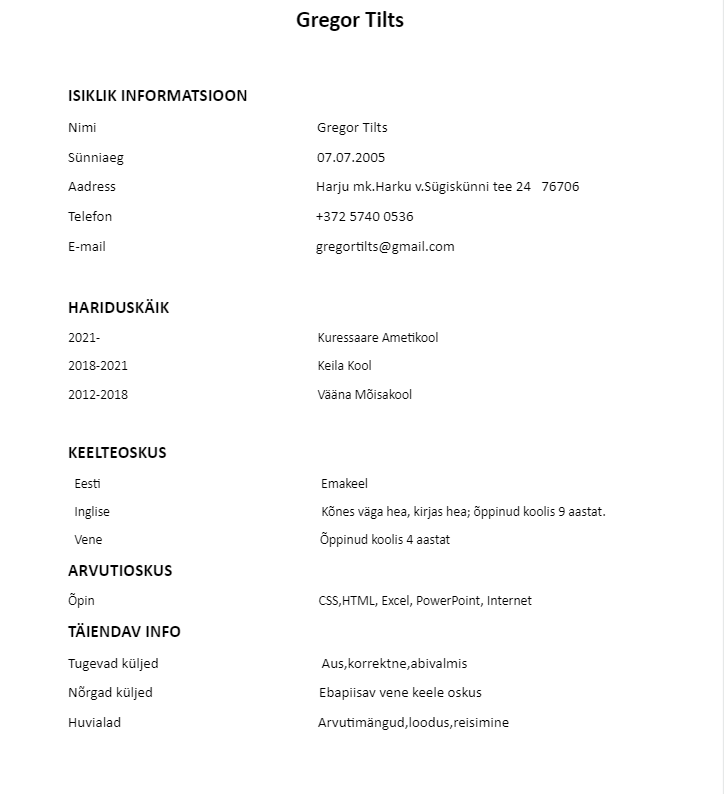 Gregor Tilts
ISIKLIK INFORMATSIOON
Nimi Gregor Tilts
Sünniaeg 07.07.2005
Aadress Harju mk.Harku v.Sügiskünni tee 24 76706
Telefon +372 5740 0536
E-mail gregortilts@gmail.com
HARIDUSKÄIK
2021- Kuressaare Ametikool
2018-2021 Keila Kool
2012-2018 Vääna Mõisakool
KEELTEOSKUS
Eesti Emakeel
Inglise Kõnes väga hea, kirjas hea; õppinud koolis 9 aastat.
Vene Õppinud koolis 4 aastat
ARVUTIOSKUS
Õpin CSS,HTML, Excel, PowerPoint, Internet
TÄIENDAV INFO
Tugevad küljed Aus,korrektne,abivalmis
Nõrgad küljed Ebapiisav vene keele oskus
Huvialad Arvutimängud,loodus,reisimine